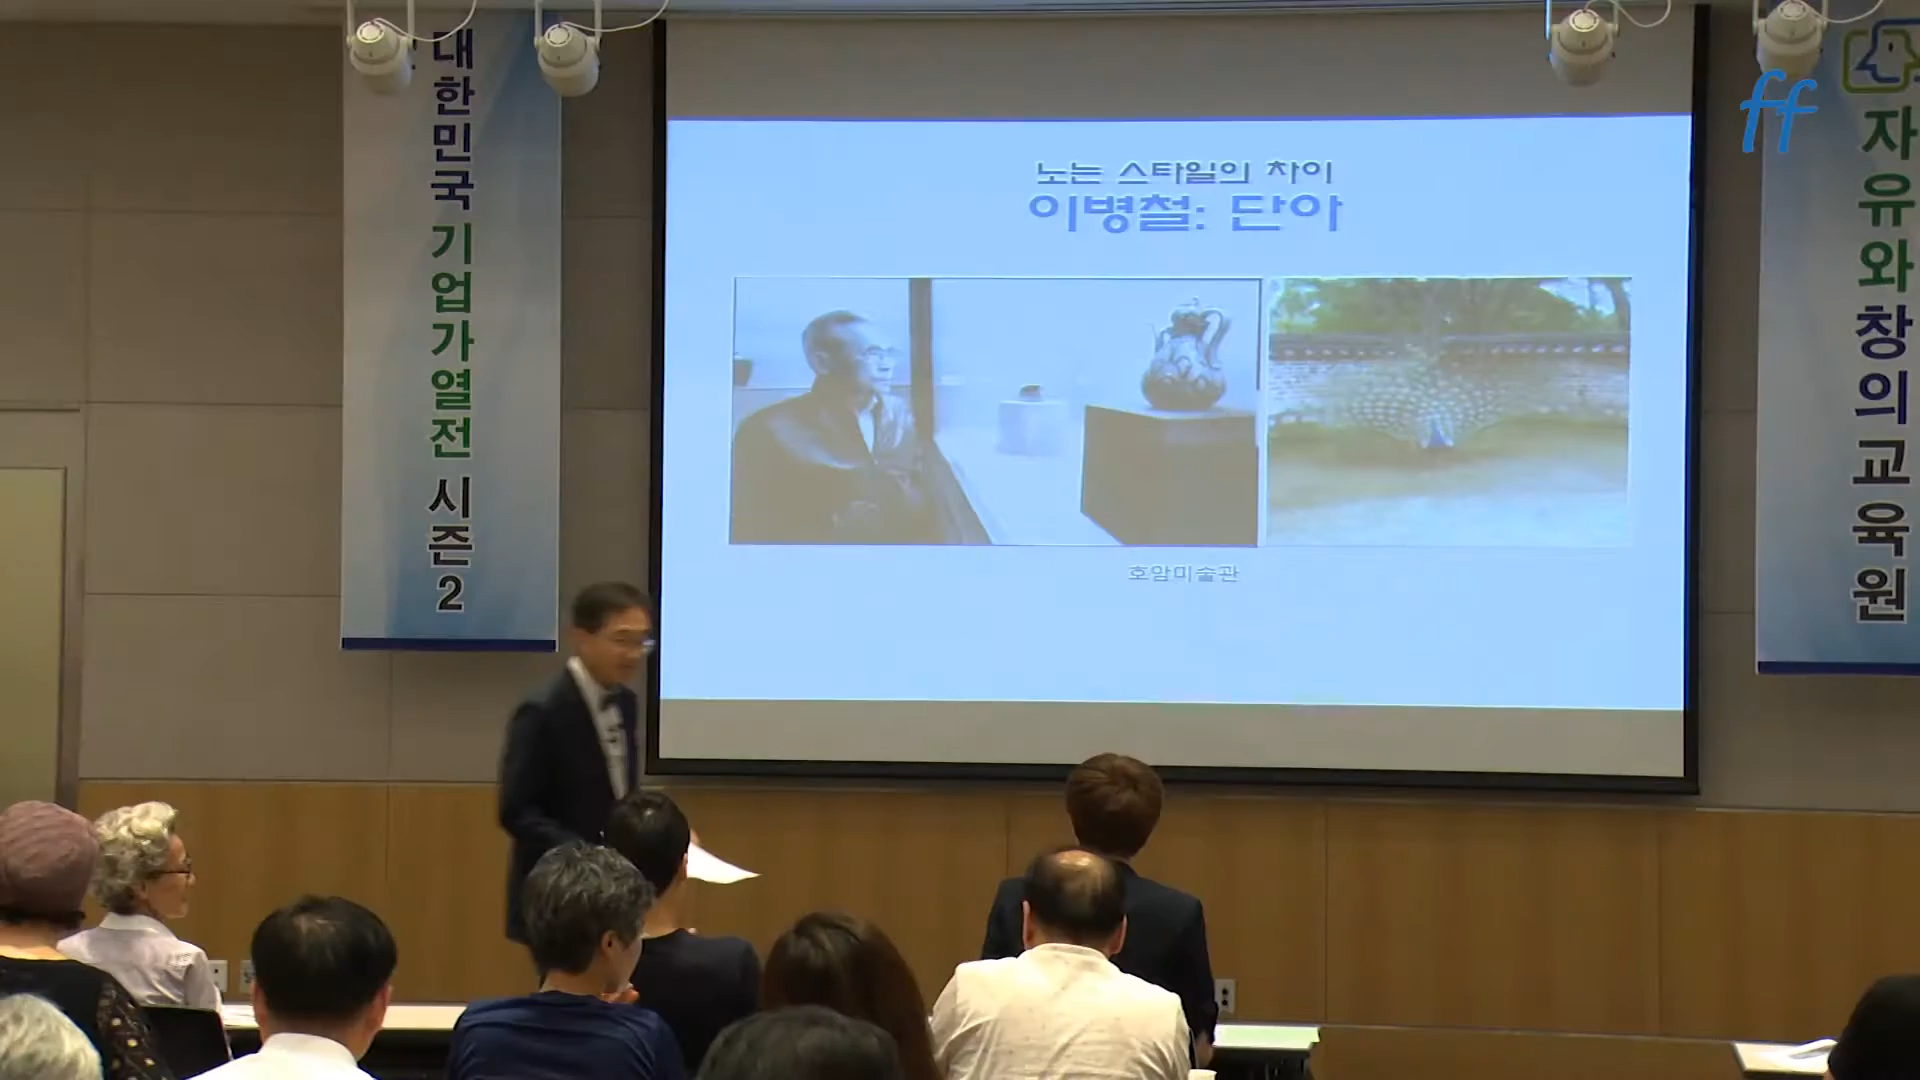 대한민국 기업가열전 시즌2
노는 스타일의 차이
이병철: 단아
호암미술관
ff
자유와창의교육원